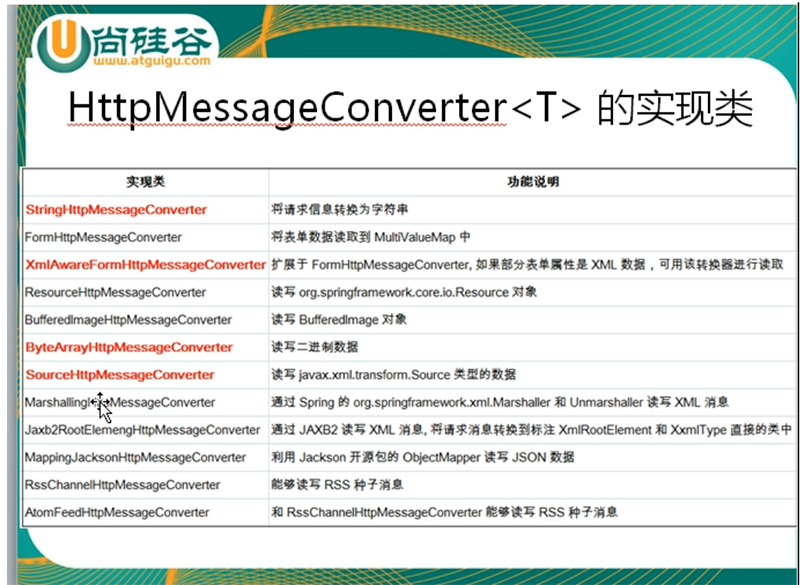 尚硅谷
www.atguigu.com
HttpMessageConverter<T> 的实现类
实现类 功能说明
StringHttpMessageConverter 将请求信息转换为字符串
FormHttpMessageConverter 将表单数据读取到 MultiValueMap 中
XmlAwareFormHttpMessageConverter 扩展于 FormHttpMessageConverter, 如果部分表单属性是 XML 数据，可用该转换器进行读取
ResourceHttpMessageConverter 读写 org.springframework.core.io.Resource 对象
BufferedImageHttpMessageConverter 读写 BufferedImage 对象
ByteArrayHttpMessageConverter 读写二进制数据
SourceHttpMessageConverter 读写 javax.xml.transform.Source 类型的数据
MarshallingHttpMessageConverter 通过 Spring 的 org.springframework.xml.Marshaller 和 Unmarshaller 读写 XML 消息
Jaxb2RootElemengHttpMessageConverter 通过 JAXB2 读写 XML 消息, 将请求消息转换到标注 XmlRootElement 和 XxmlType 直接的类中
MappingJacksonHttpMessageConverter 利用 Jackson 开源包的 ObjectMapper 读写 JSON 数据
RssChannelHttpMessageConverter 能够读写 RSS 种子消息
AtomFeedHttpMessageConverter 和 RssChannelHttpMessageConverter 能够读写 RSS 种子消息